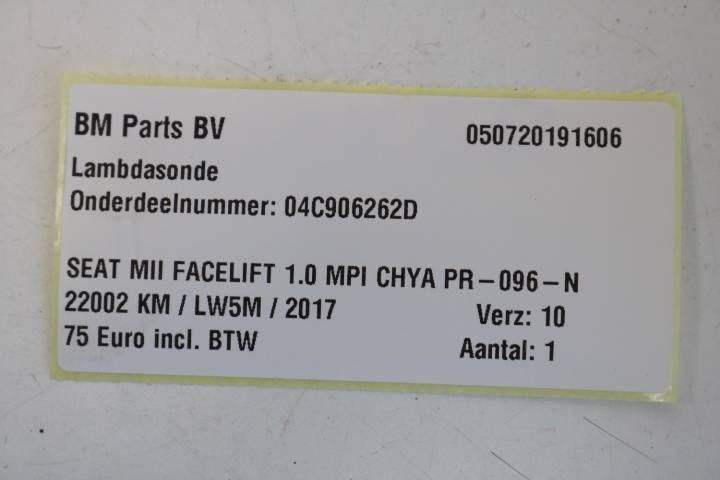 BM Parts BV 050720191606
Lambdasonde
Onderdeelnummer: 04C906262D
SEAT MII FACELIFT 1.0 MPI CHYA PR-096-N
22002 KM / LW5M / 2017 Verz: 10
75 Euro incl. BTW Aantal: 1